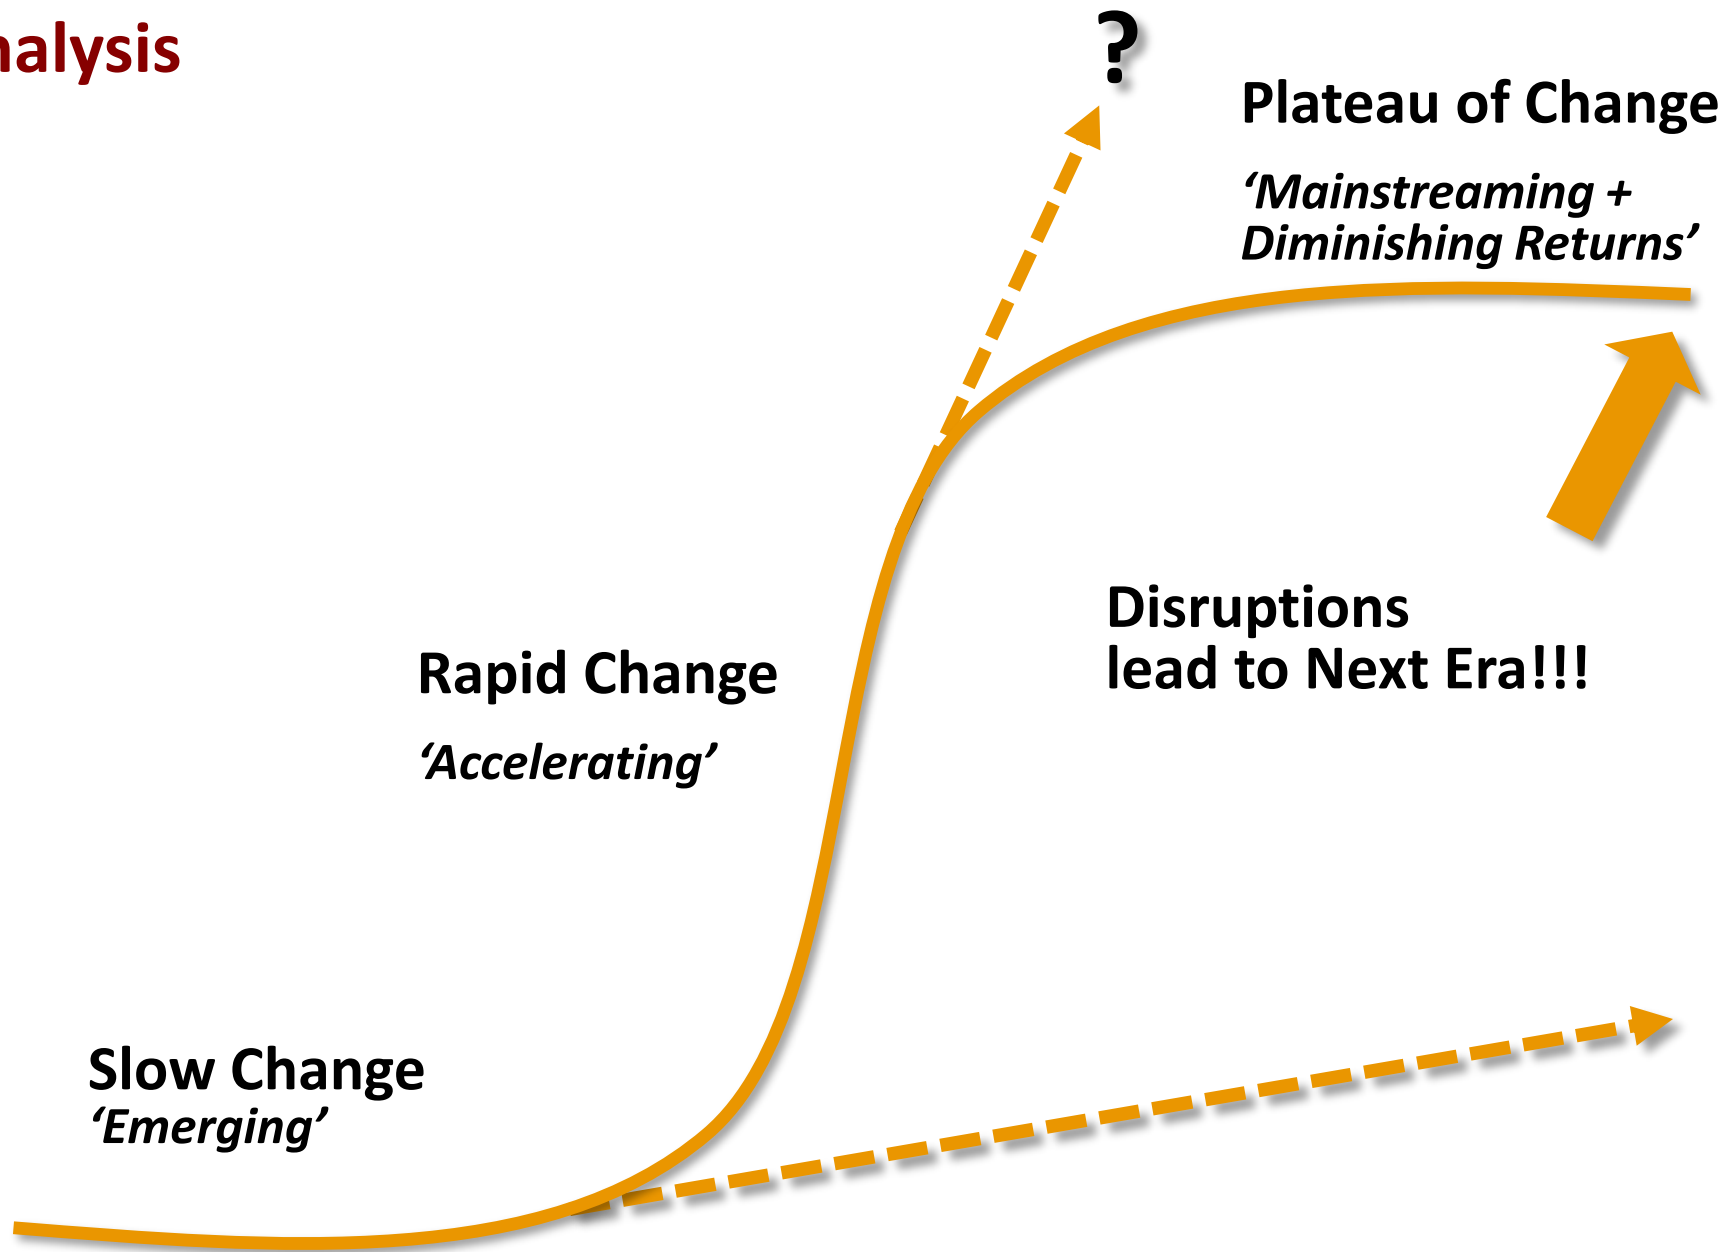 nalysis
?
Plateau of Change
‘Mainstreaming +
Diminishing Returns’
Rapid Change
‘Accelerating’
Disruptions
lead to Next Era!!!
Slow Change
‘Emerging’